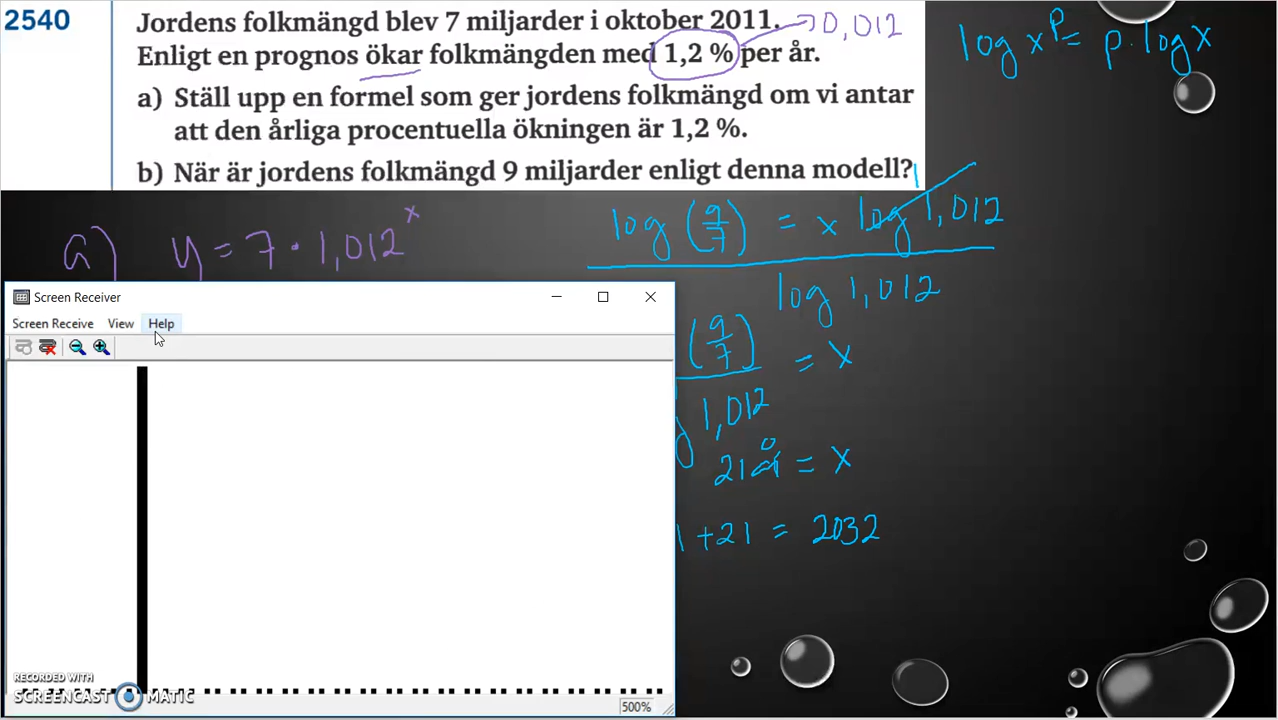 2540
Jordens folkmängd blev 7 miljarder i oktober 2011.
0,012
Enligt en prognos ökar folkmängden med 1,2 % per år.
a) Ställ upp en formel som ger jordens folkmängd om vi antar
att den årliga procentuella ökningen är 1,2 %.
b) När är jordens folkmängd 9 miljarder enligt denna modell?
log x^p = p · log x
a) y = 7 · 1,012^x
log (9/7) = x log 1,012
1
log 1,012
(9/7) = x
1,012
21 år = x
+21 = 2032
Screen Receiver
Screen Receive View Help
500%
RECORDED WITH
SCREENCAST MATIC